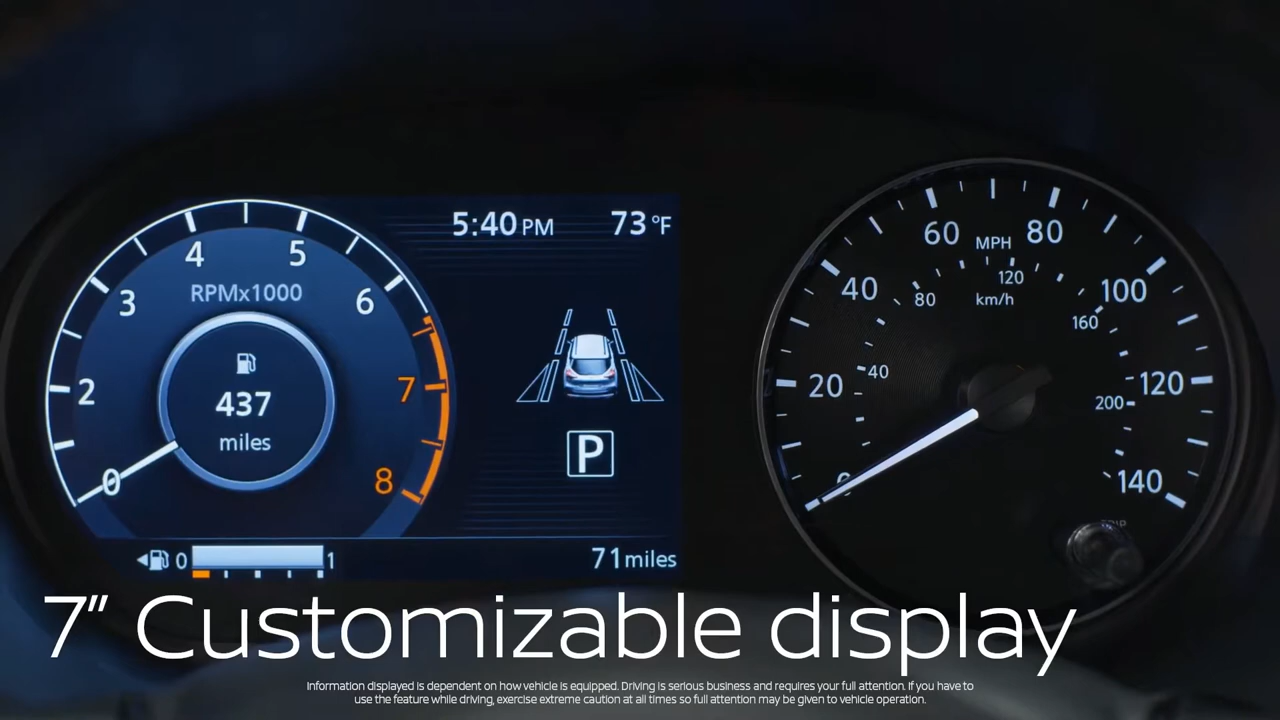 5:40 PM 73 °F
4 5
3 RPMx1000 6
2 437 7
miles
0 8
0 1 71 miles
P
60 MPH 80
40 80 km/h 120 100
160
20 40 120
200
140
TRIP
7” Customizable display
Information displayed is dependent on how vehicle is equipped. Driving is serious business and requires your full attention. If you have to
use the feature while driving, exercise extreme caution at all times so full attention may be given to vehicle operation.